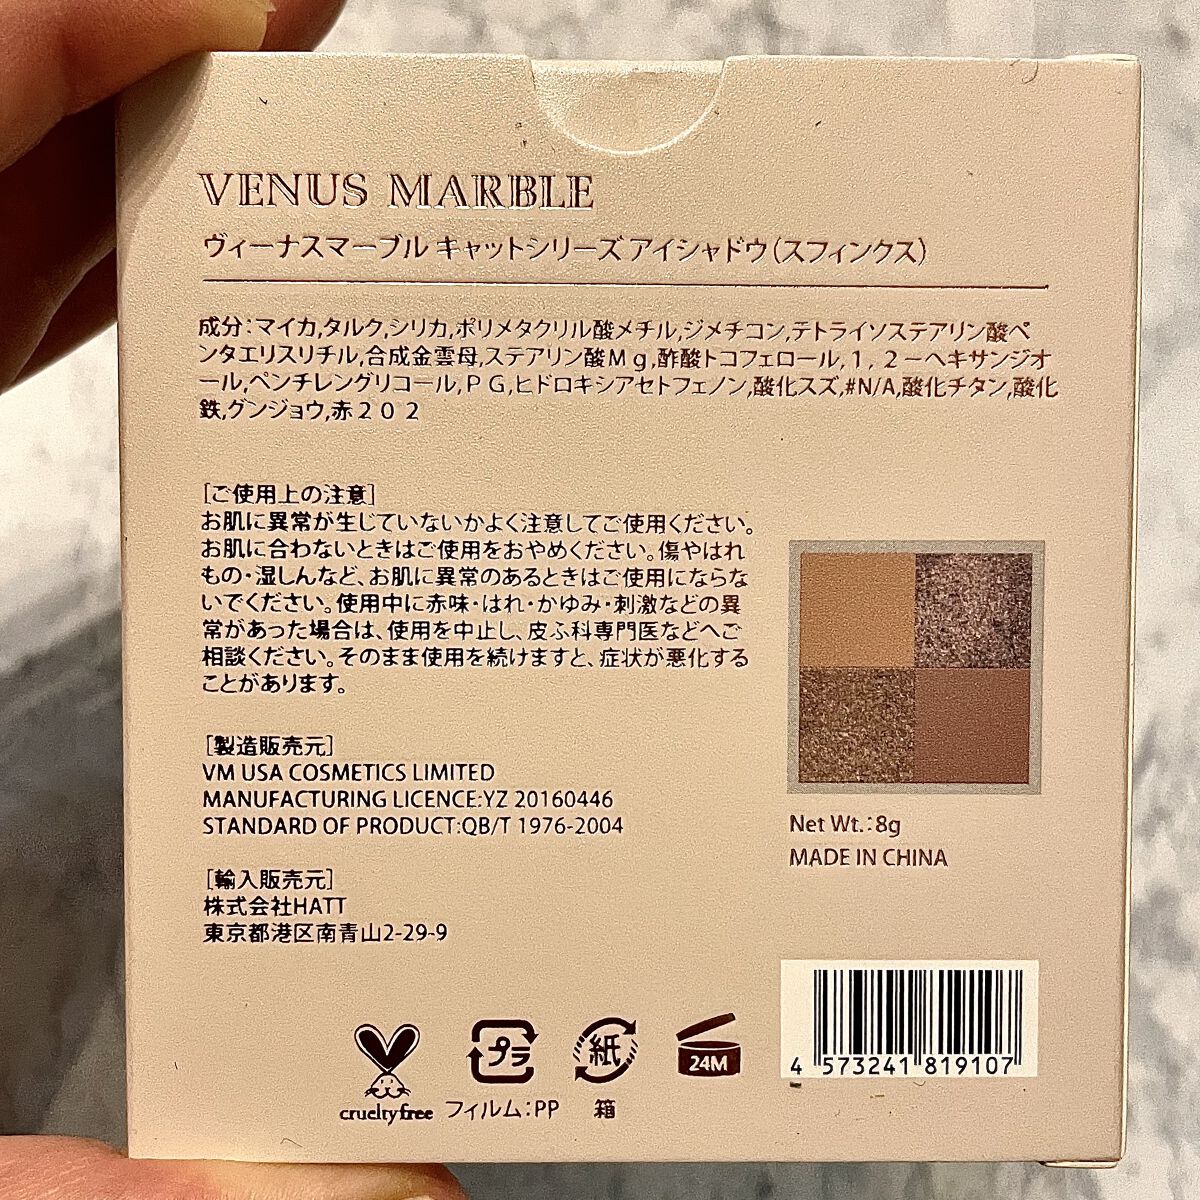 VENUS MARBLE
ヴィーナスマーブル キャットシリーズ アイシャドウ(スフィンクス)
成分:マイカ,タルク,シリカ,ポリメタクリル酸メチル,ジメチコン,テトライソステアリン酸ペ
ンタエリスリチル,合成金雲母,ステアリン酸Mg,酢酸トコフェロール,1,2-ヘキサンジオ
ール,ペンチレングリコール,PG,ヒドロキシアセトフェノン,酸化スズ,#N/A,酸化チタン,酸化
鉄,グンジョウ,赤202
[ご使用上の注意]
お肌に異常が生じていないかよく注意してご使用ください。
お肌に合わないときはご使用をおやめください。傷やはれ
もの・湿しんなど、お肌に異常のあるときはご使用にならな
いでください。使用中に赤味・はれ・かゆみ・刺激などの異
常があった場合は、使用を中止し、皮ふ科専門医などへご
相談ください。そのまま使用を続けますと、症状が悪化する
ことがあります。
[製造販売元]
VM USA COSMETICS LIMITED
MANUFACTURING LICENCE:YZ 20160446
STANDARD OF PRODUCT:QB/T 1976-2004
[輸入販売元]
株式会社HATT
東京都港区南青山2-29-9
Net Wt.:8g
MADE IN CHINA
cruelty free
プラ
フィルム:PP
紙
箱
24M
4 573241 819107